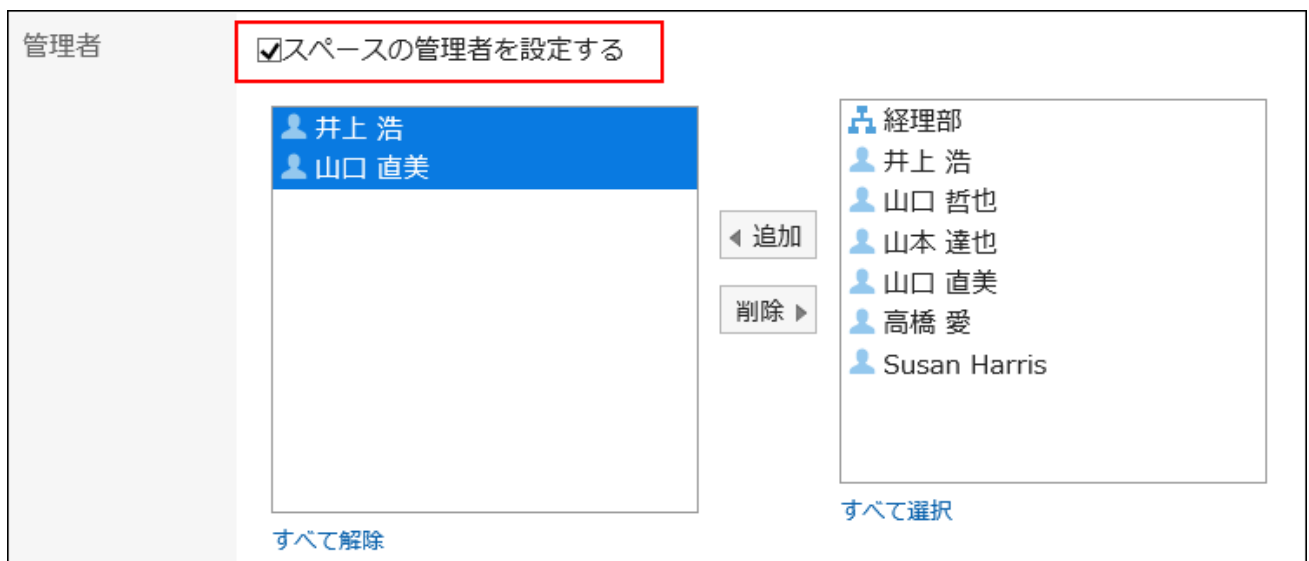 管理者
スペースの管理者を設定する
井上 浩
山口 直美
すべて解除
追加
削除
経理部
井上 浩
山口 哲也
山本 達也
山口 直美
高橋 愛
Susan Harris
すべて選択